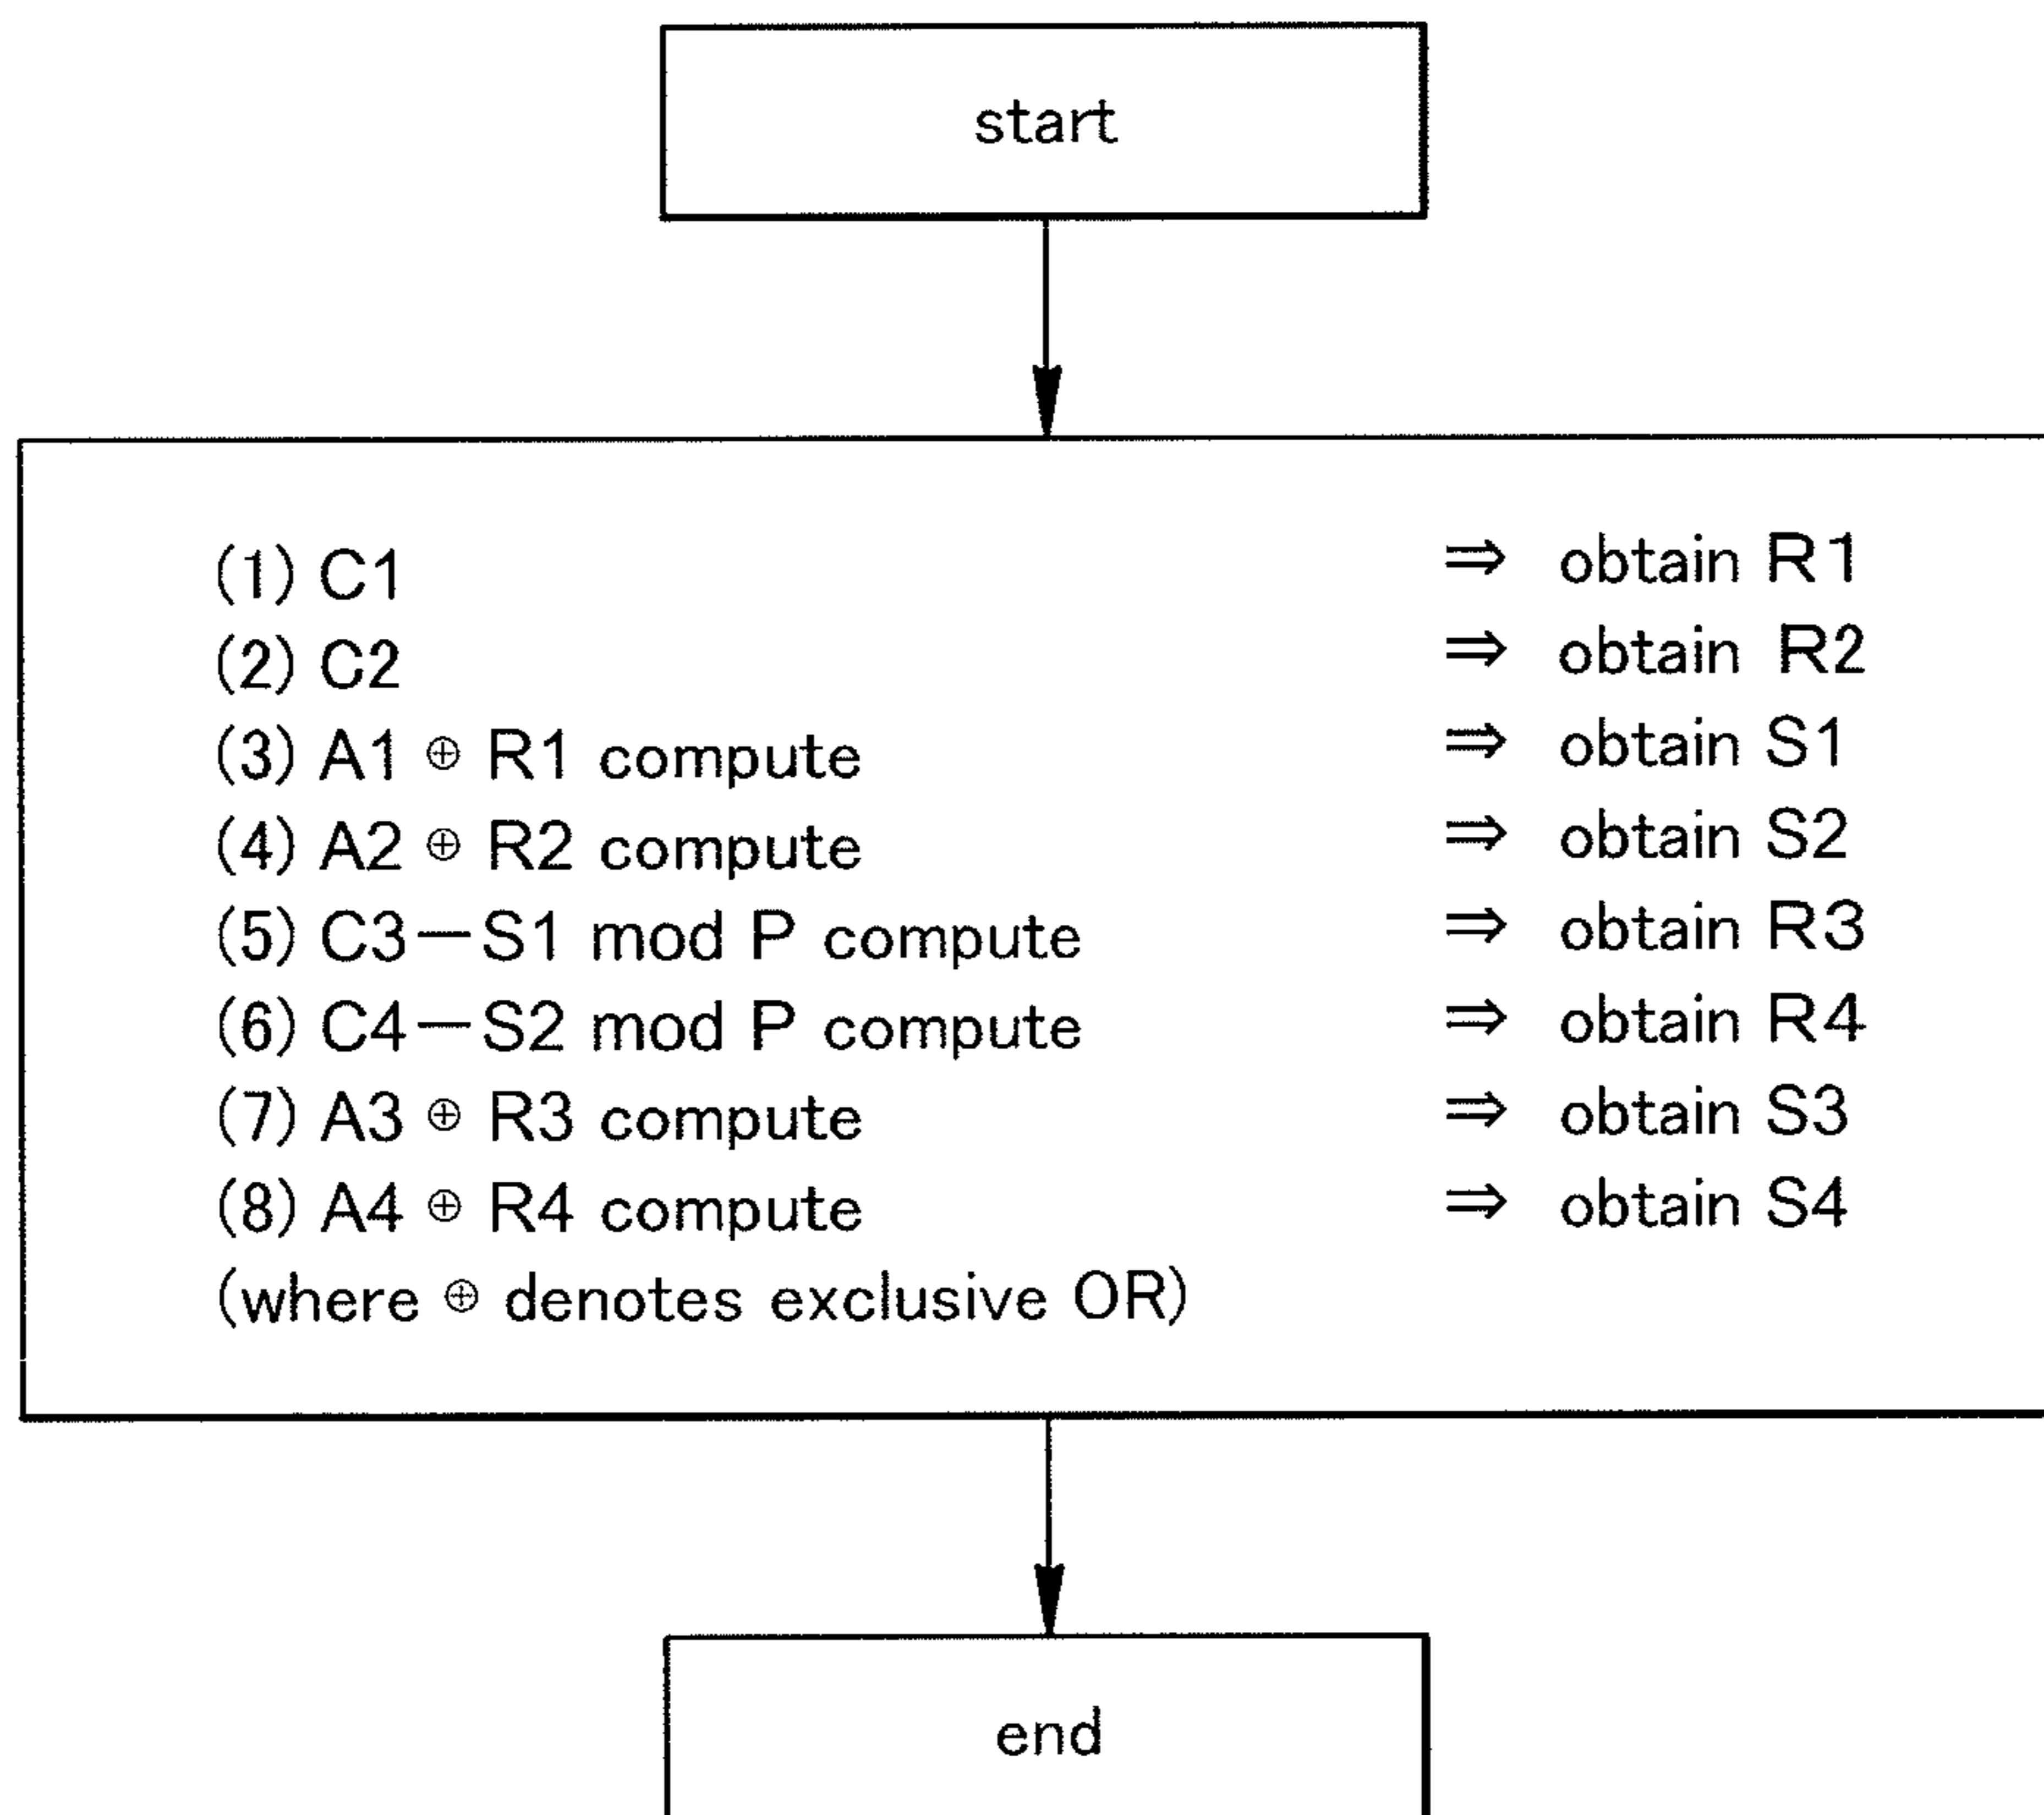 start
(1) C1 ⇒ obtain R1
(2) C2 ⇒ obtain R2
(3) A1 ⊕ R1 compute ⇒ obtain S1
(4) A2 ⊕ R2 compute ⇒ obtain S2
(5) C3－S1 mod P compute ⇒ obtain R3
(6) C4－S2 mod P compute ⇒ obtain R4
(7) A3 ⊕ R3 compute ⇒ obtain S3
(8) A4 ⊕ R4 compute ⇒ obtain S4
(where ⊕ denotes exclusive OR)
end